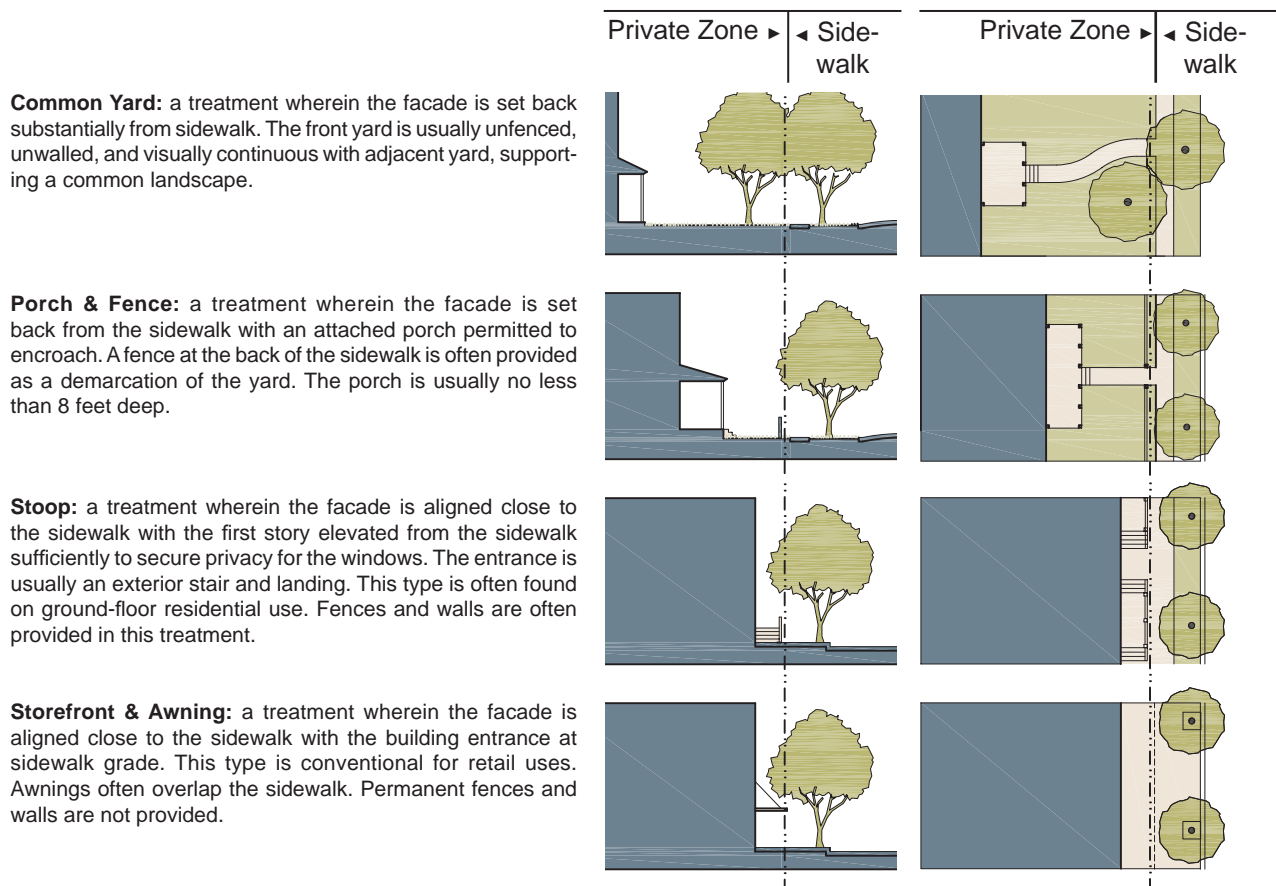 Private Zone ► ◄ Side-
walk
Private Zone ► ◄ Side-
walk
Common Yard: a treatment wherein the facade is set back
substantially from sidewalk. The front yard is usually unfenced,
unwalled, and visually continuous with adjacent yard, support-
ing a common landscape.
Porch & Fence: a treatment wherein the facade is set
back from the sidewalk with an attached porch permitted to
encroach. A fence at the back of the sidewalk is often provided
as a demarcation of the yard. The porch is usually no less
than 8 feet deep.
Stoop: a treatment wherein the facade is aligned close to
the sidewalk with the first story elevated from the sidewalk
sufficiently to secure privacy for the windows. The entrance is
usually an exterior stair and landing. This type is often found
on ground-floor residential use. Fences and walls are often
provided in this treatment.
Storefront & Awning: a treatment wherein the facade is
aligned close to the sidewalk with the building entrance at
sidewalk grade. This type is conventional for retail uses.
Awnings often overlap the sidewalk. Permanent fences and
walls are not provided.